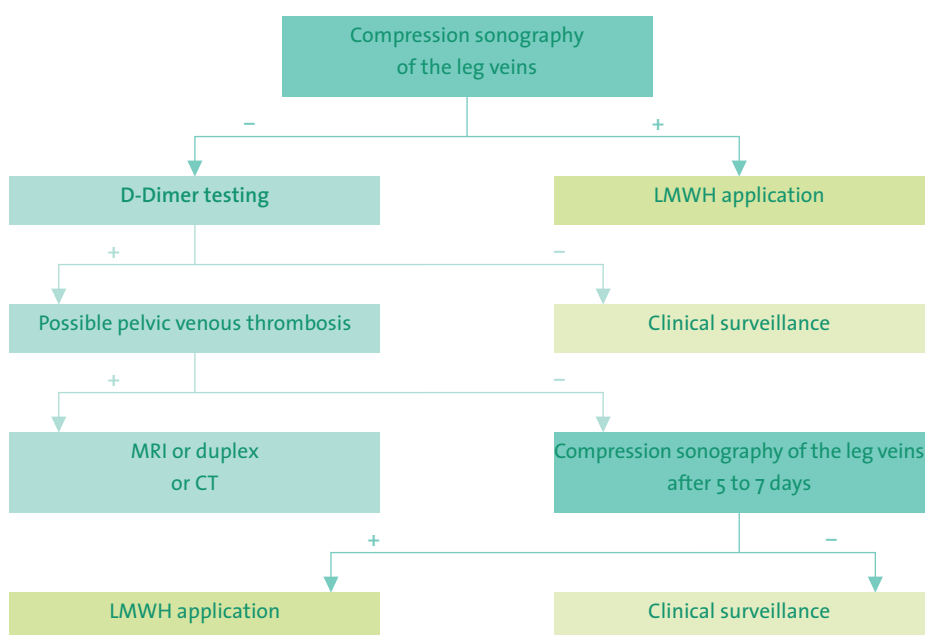 Compression sonography
of the leg veins
–
+
D-Dimer testing
LMWH application
+
–
Possible pelvic venous thrombosis
Clinical surveillance
+
–
MRI or duplex
or CT
Compression sonography of the leg veins
after 5 to 7 days
+
–
LMWH application
Clinical surveillance